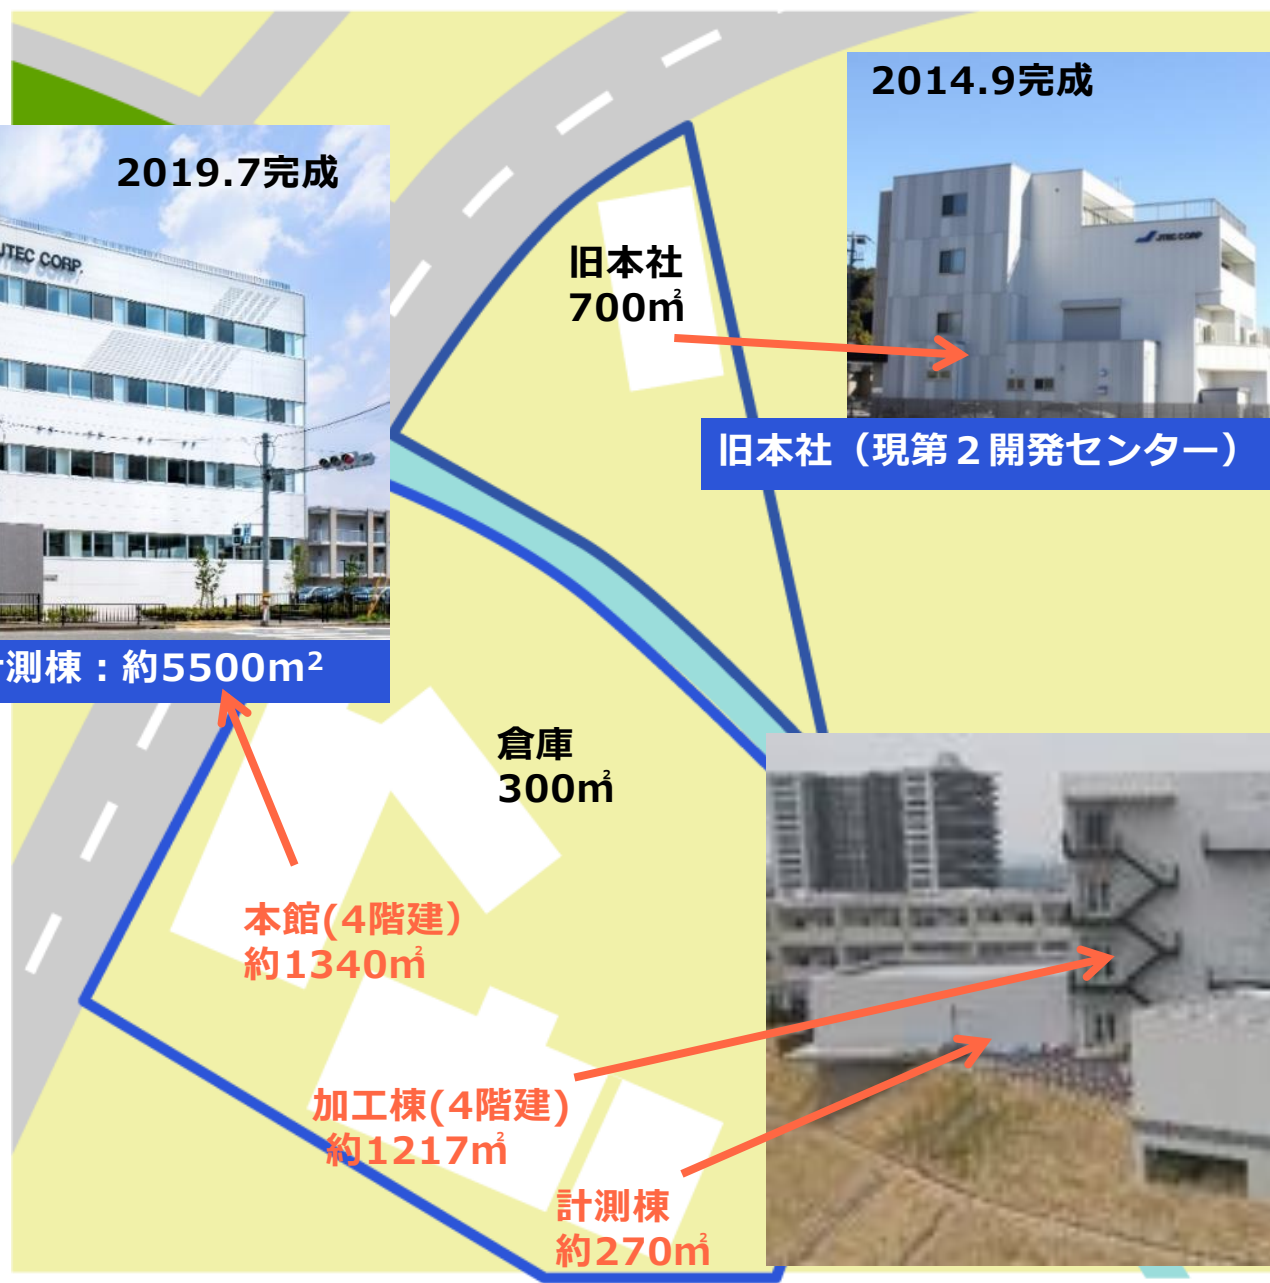 2014.9完成
2019.7完成
JTEC CORP.
JTEC CORP
旧本社
700㎡
旧本社（現第２開発センター）
測棟：約5500m²
倉庫
300㎡
本館(4階建）
約1340㎡
加工棟(4階建)
約1217㎡
計測棟
約270㎡